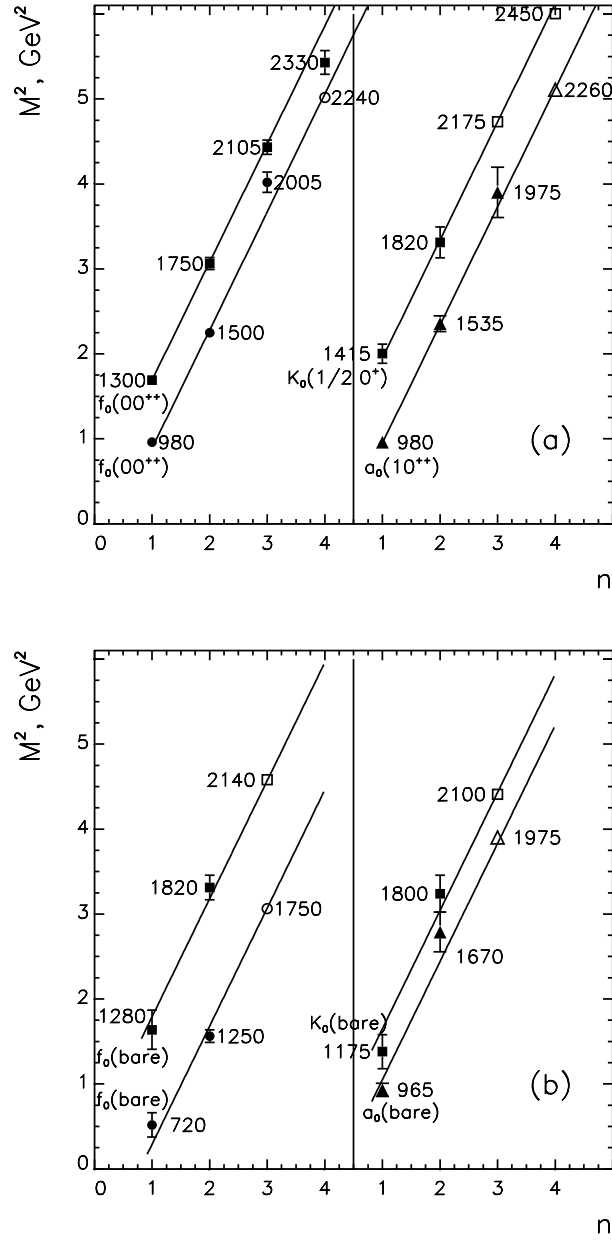 M², GeV²
5
4
3
2
1
0
2330
2240
2105
2005
1750
1500
1300
f₀(00⁺⁺)
980
f₀(00⁺⁺)
2450
2260
2175
1975
1820
1535
1415
K₀(1/2 0⁺)
980
a₀(10⁺⁺)
(a)
0 1 2 3 4 1 2 3 4
n
M², GeV²
5
4
3
2
1
0
2140
1820
1750
1280
f₀(bare)
1250
f₀(bare)
720
2100
1975
1800
1670
K₀(bare)
1175
965
a₀(bare)
(b)
0 1 2 3 4 1 2 3 4
n